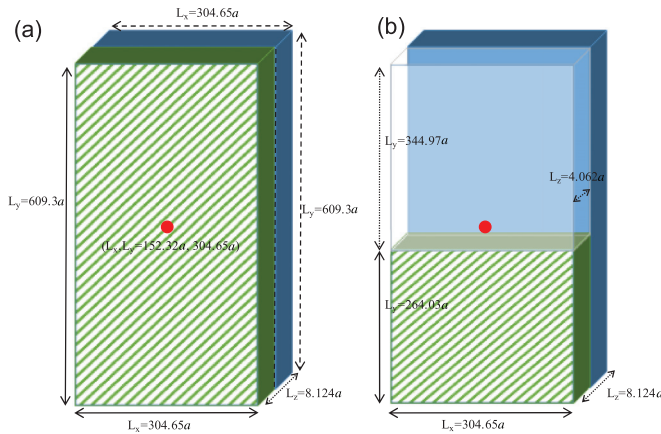 (a)
Lx=304.65a
Ly=609.3a
(Lx,Ly=152.32a, 304.65a)
Ly=609.3a
Lz=8.124a
Lx=304.65a
(b)
Ly=344.97a
Lz=4.062a
Ly=264.03a
Lz=8.124a
Lx=304.65a